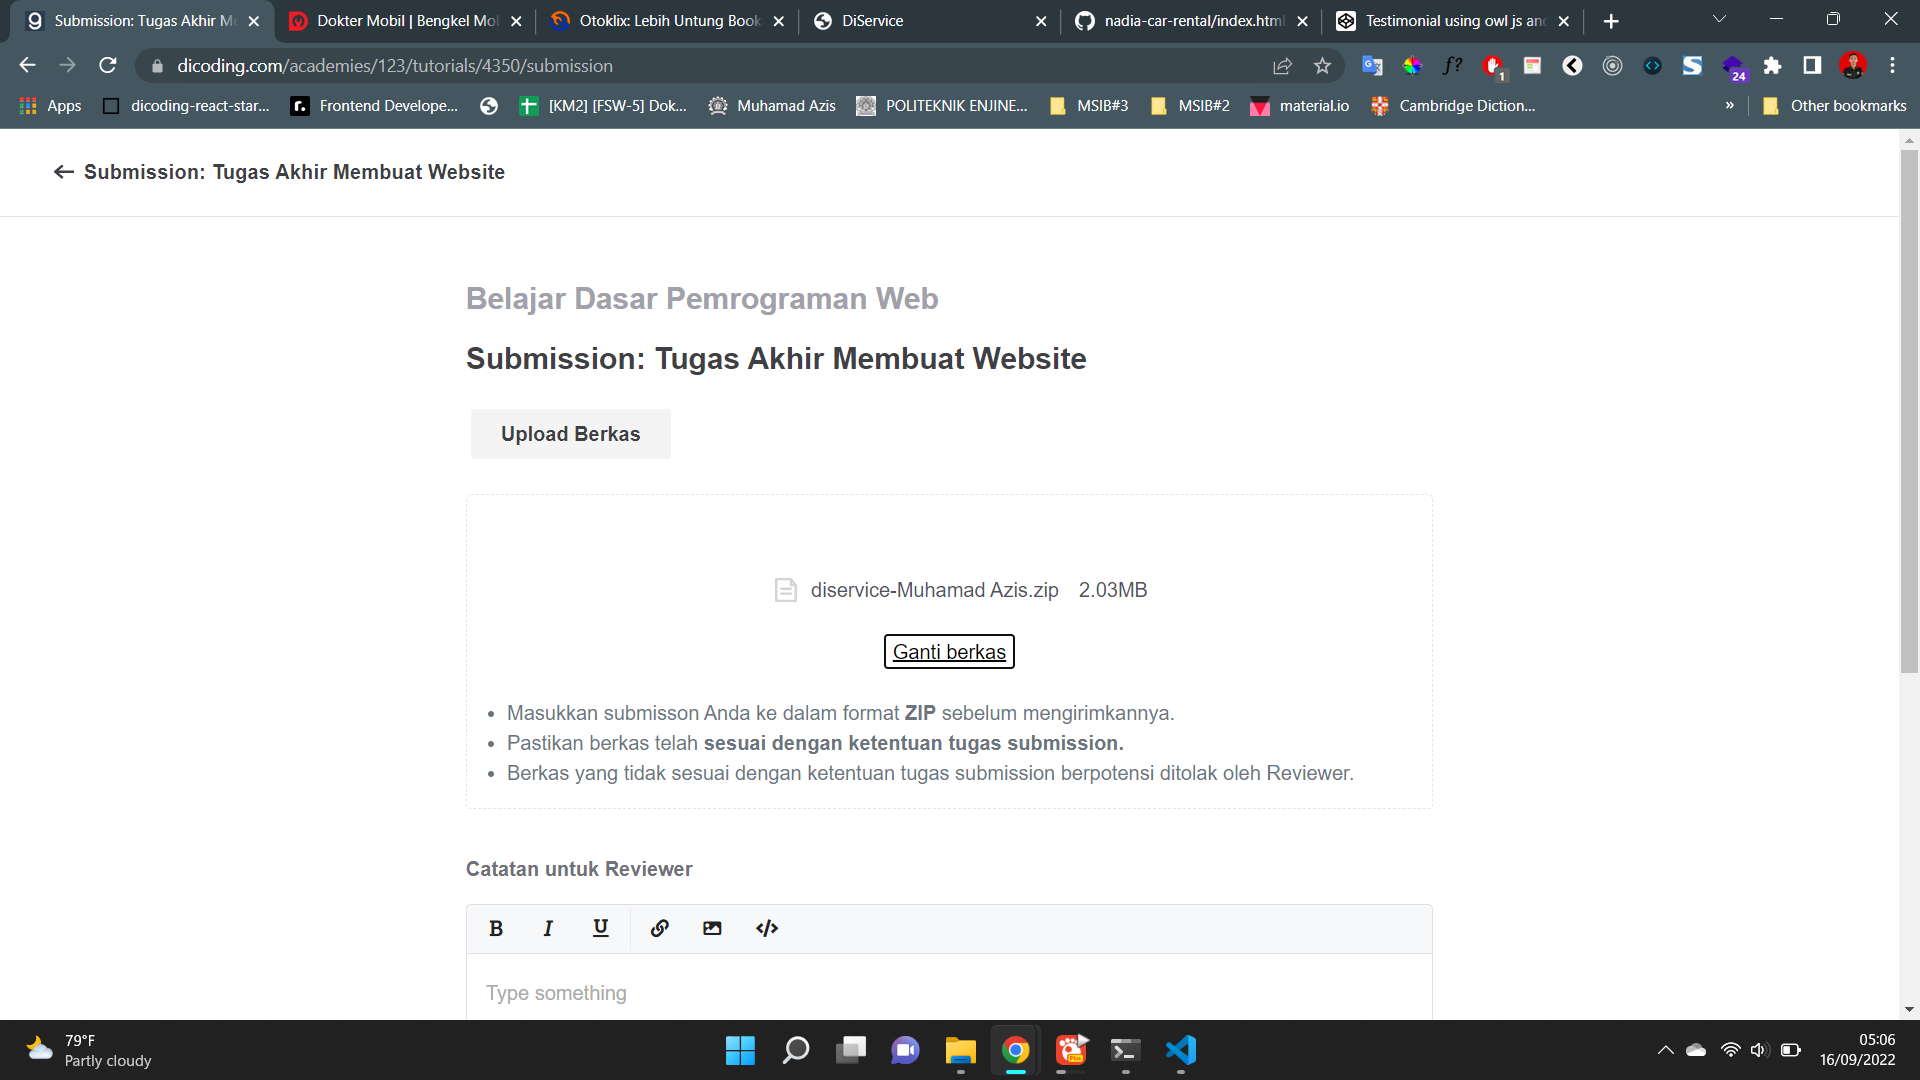 Submission: Tugas Akhir Me
Dokter Mobil | Bengkel Mo
Otoklix: Lebih Untung Book
DiService
nadia-car-rental/index.html
Testimonial using owl js an
dicoding.com/academies/123/tutorials/4350/submission
f?
1
24
Apps
dicoding-react-star...
Frontend Develope...
[KM2] [FSW-5] Dok...
Muhamad Azis
POLITEKNIK ENJINE...
MSIB#3
MSIB#2
material.io
Cambridge Diction...
»
Other bookmarks
Submission: Tugas Akhir Membuat Website
Belajar Dasar Pemrograman Web
Submission: Tugas Akhir Membuat Website
Upload Berkas
diservice-Muhamad Azis.zip 2.03MB
Ganti berkas
• Masukkan submisson Anda ke dalam format ZIP sebelum mengirimkannya.
• Pastikan berkas telah sesuai dengan ketentuan tugas submission.
• Berkas yang tidak sesuai dengan ketentuan tugas submission berpotensi ditolak oleh Reviewer.
Catatan untuk Reviewer
B I U </>
Type something
79°F
Partly cloudy
05:06
16/09/2022